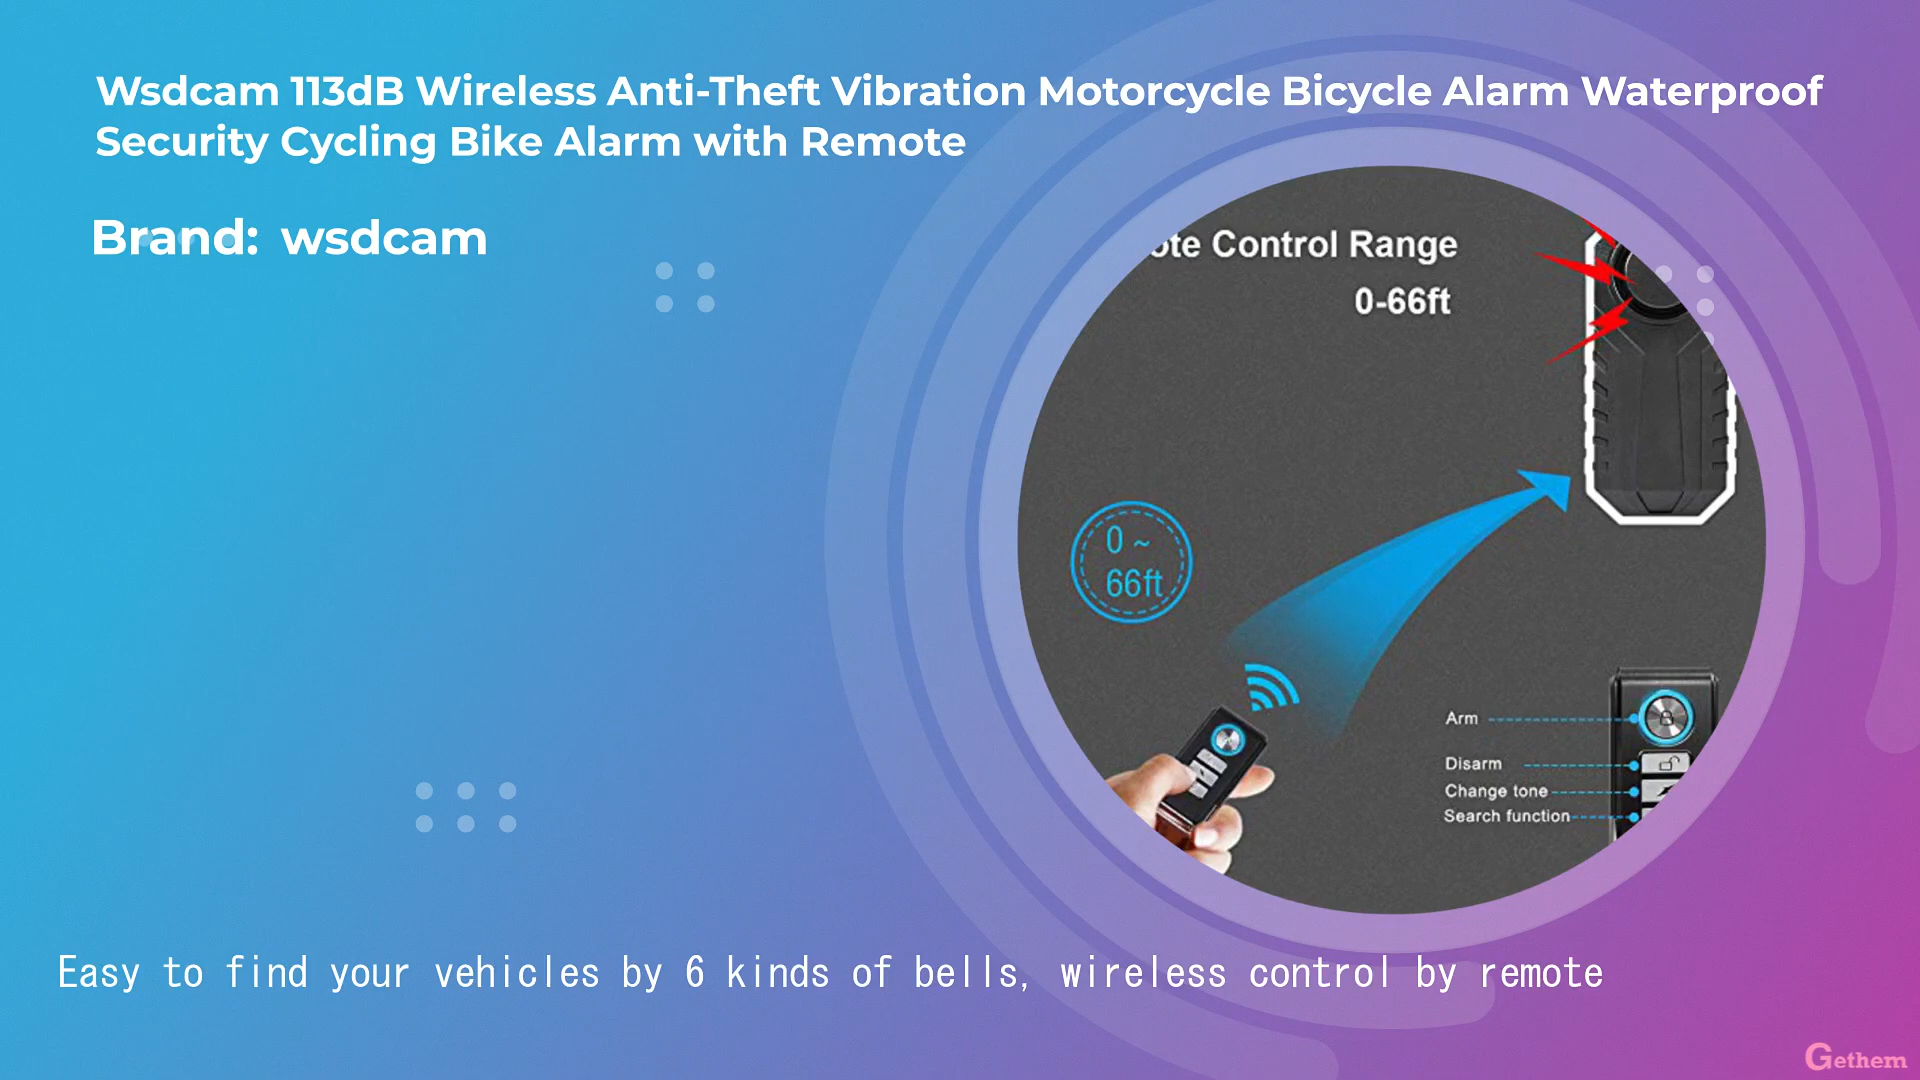 Wsdcam 113dB Wireless Anti-Theft Vibration Motorcycle Bicycle Alarm Waterproof
Security Cycling Bike Alarm with Remote
Brand: wsdcam
Control Range
0-66ft
0 ~
66ft
Arm
Disarm
Change tone
Search function
Easy to find your vehicles by 6 kinds of bells, wireless control by remote
Gethem